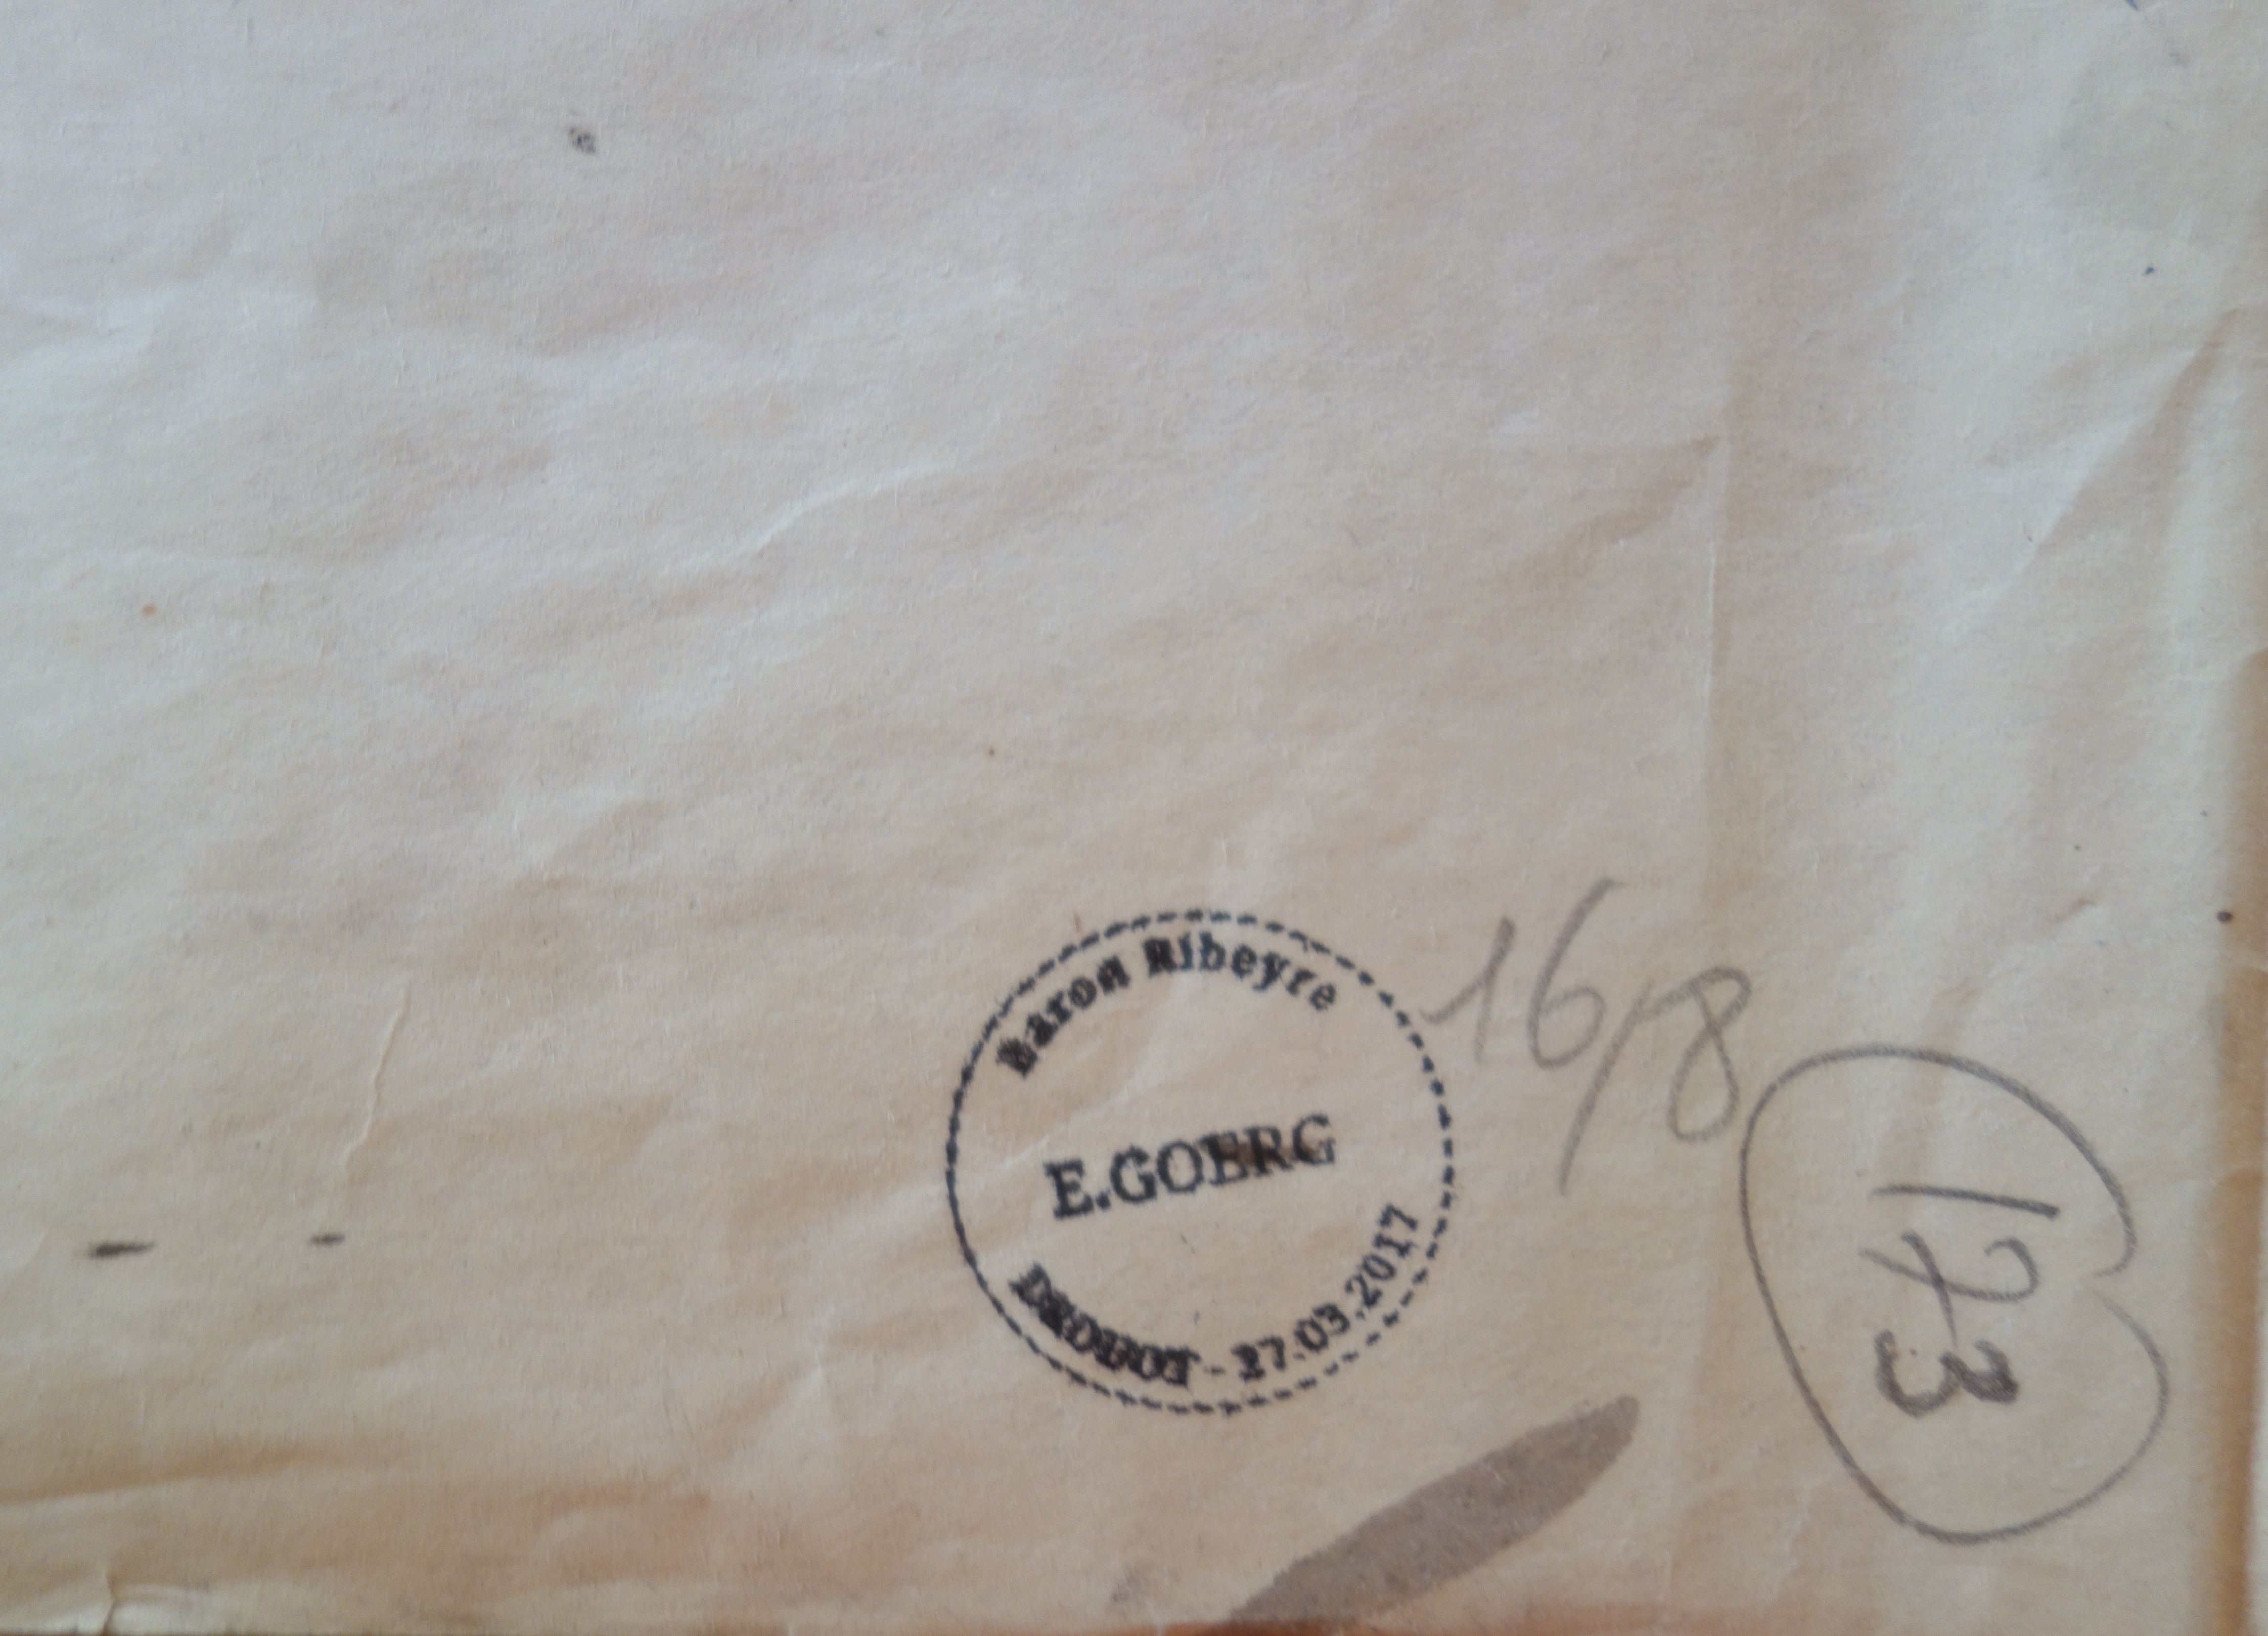 Baron Ribeyre
E.GOERG
DROUOT - 27.03.2017
16/8
173